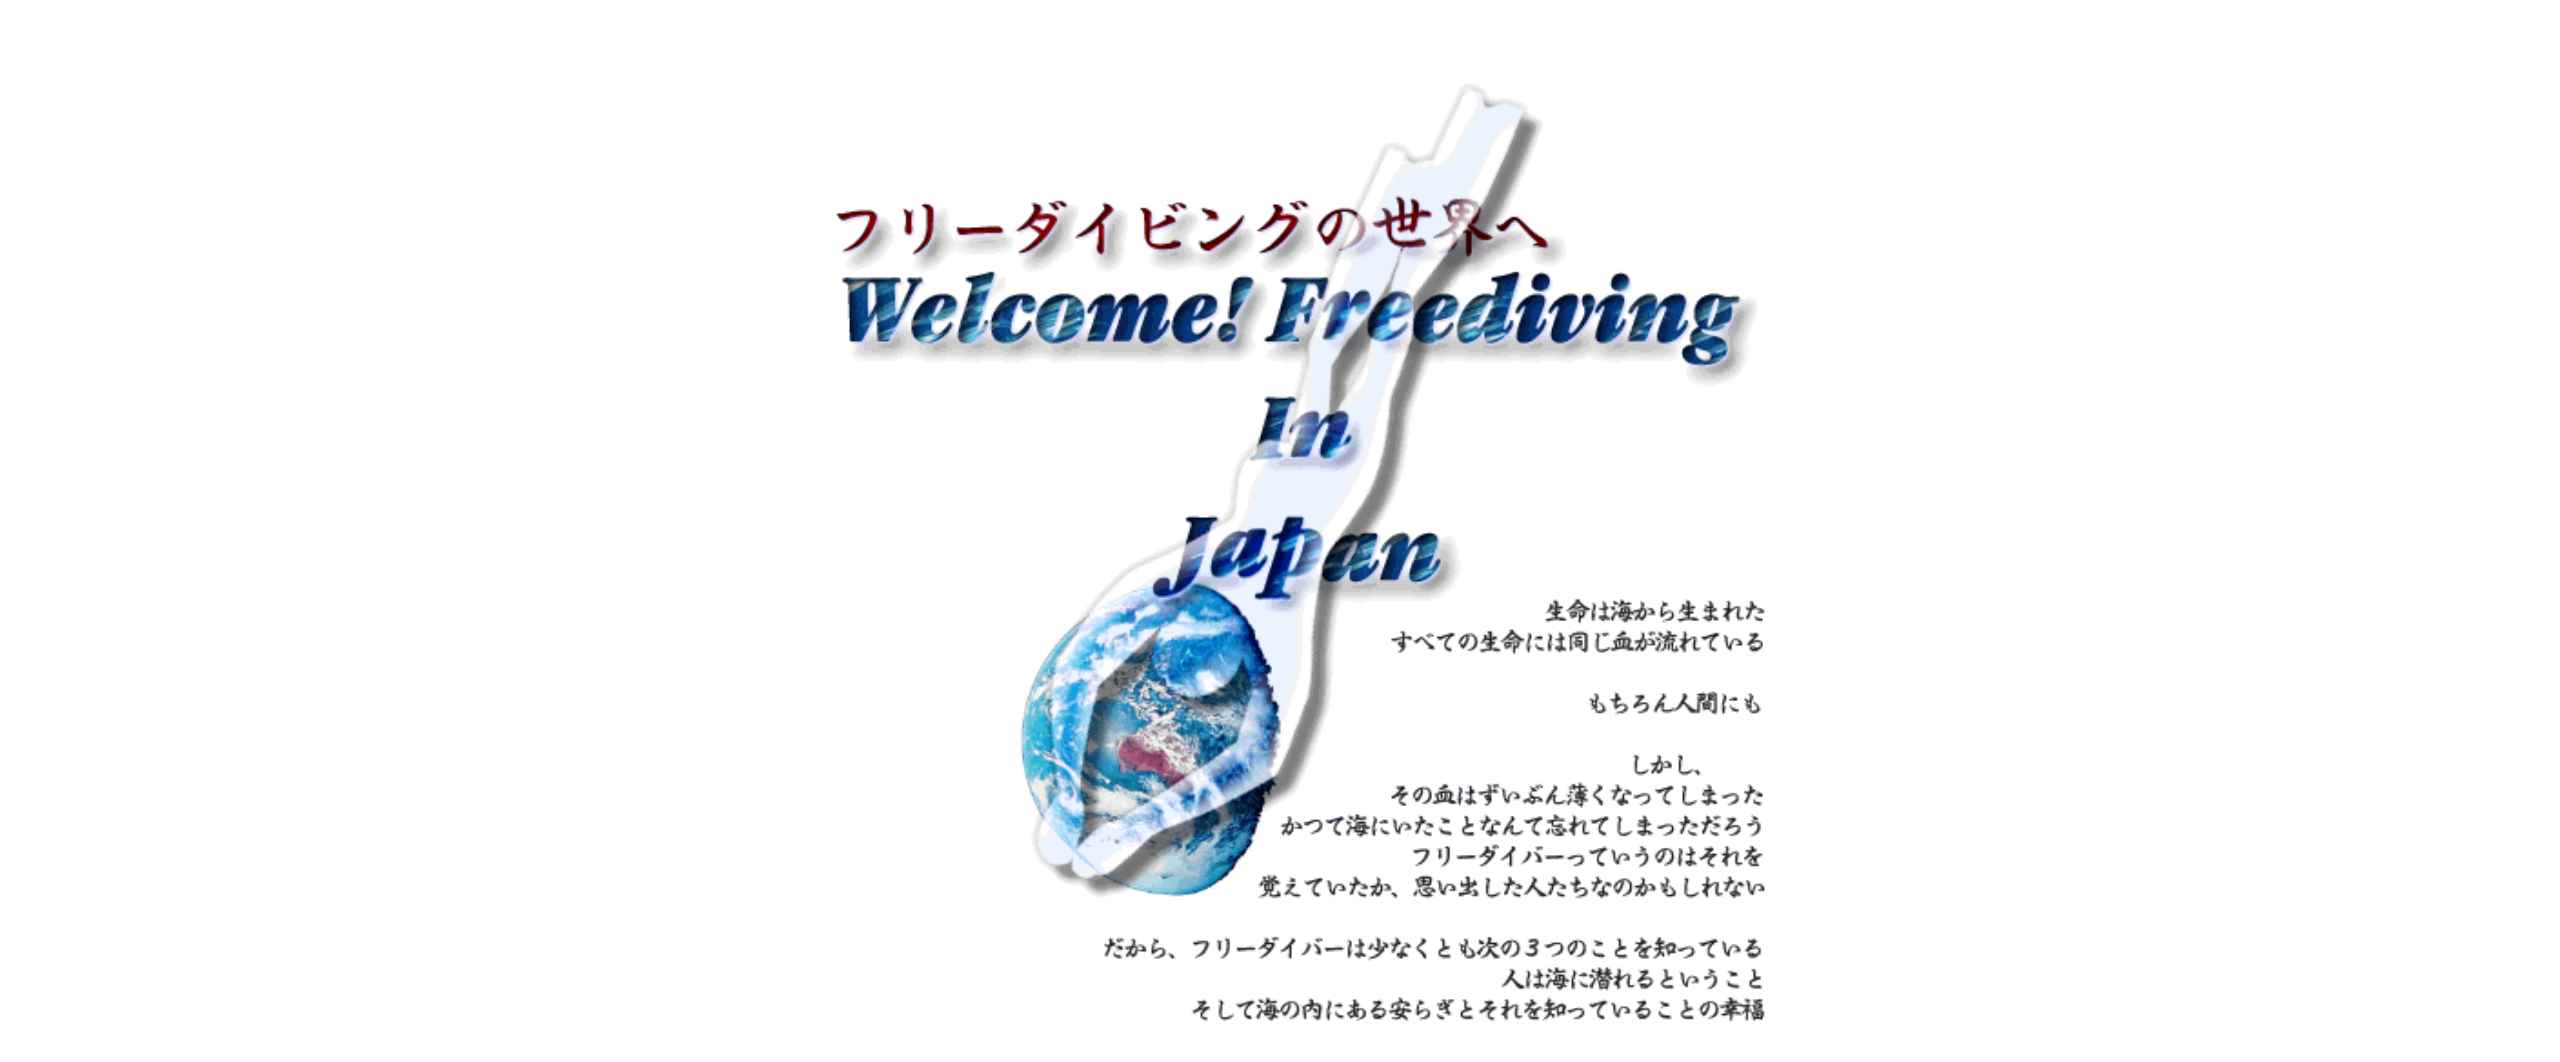 フリーダイビングの世界へ
Welcome! Freediving
In
Japan
生命は海から生まれた
すべての生命には同じ血が流れている
もちろん人間にも
しかし、
その血はずいぶん薄くなってしまった
かつて海にいたことなんて忘れてしまっただろう
フリーダイバーっていうのはそれを
覚えていたか、思い出した人たちなのかもしれない
だから、フリーダイバーは少なくとも次の３つのことを知っている
人は海に潜れるということ
そして海の内にある安らぎとそれを知っていることの幸福